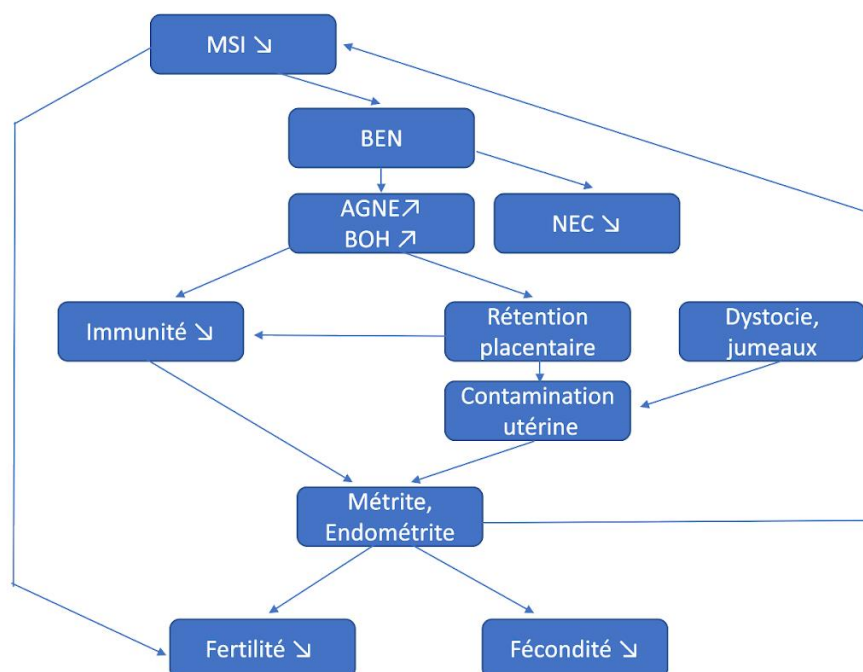 MSI ↘
BEN
AGNE↗
BOH ↗
NEC ↘
Immunité ↘
Rétention
placentaire
Dystocie,
jumeaux
Contamination
utérine
Métrite,
Endométrite
Fertilité ↘
Fécondité ↘